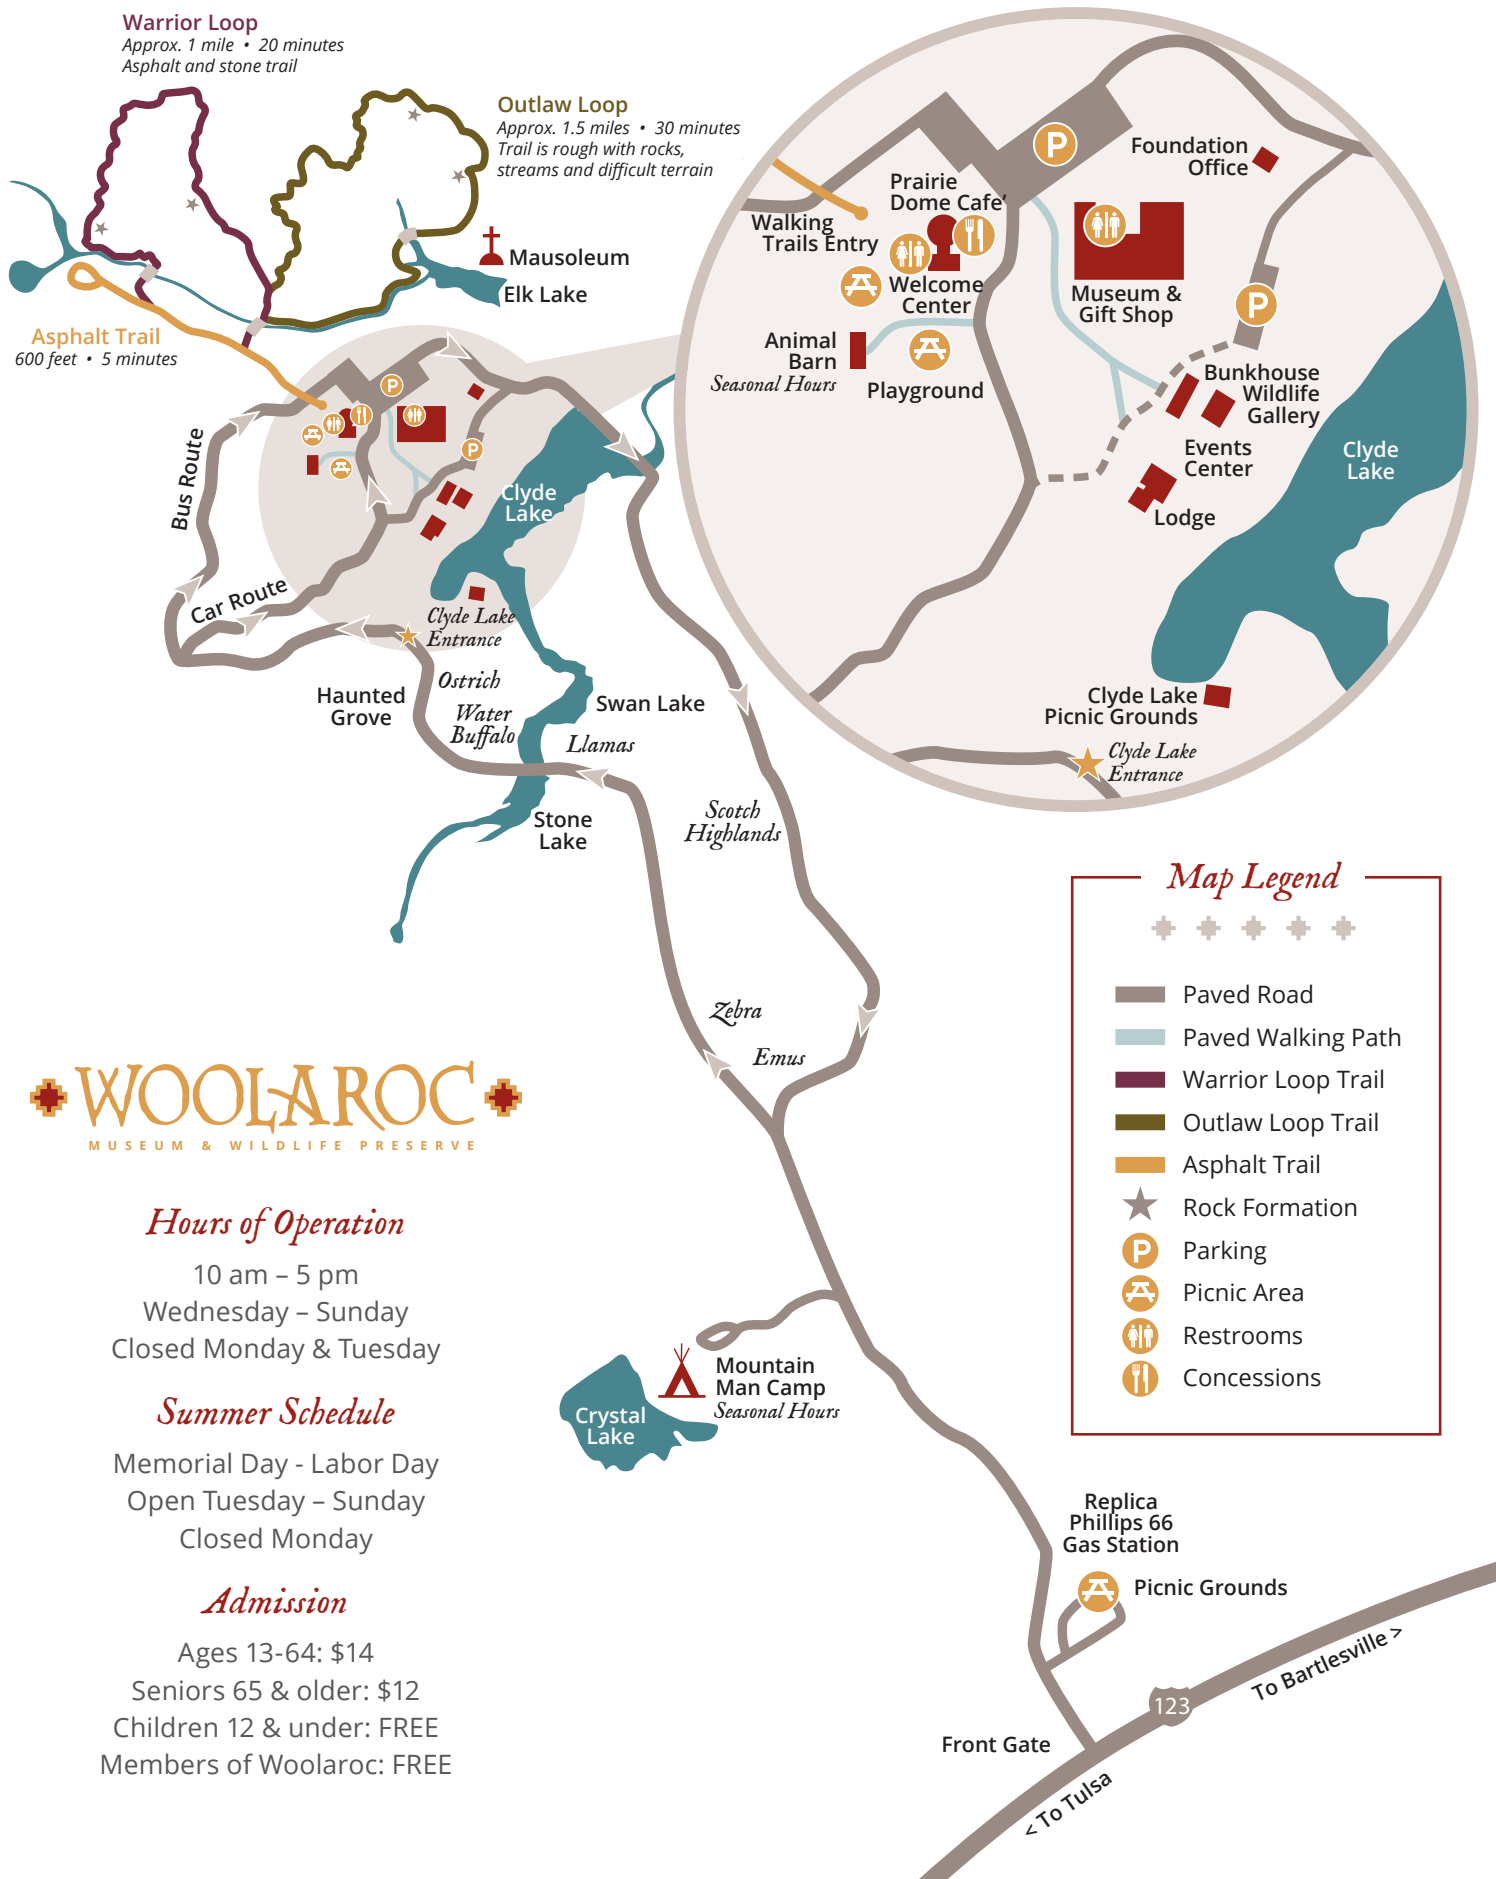 Warrior Loop
Approx. 1 mile • 20 minutes
Asphalt and stone trail
Outlaw Loop
Approx. 1.5 miles • 30 minutes
Trail is rough with rocks,
streams and difficult terrain
Mausoleum
Elk Lake
Asphalt Trail
600 feet • 5 minutes
Bus Route
Car Route
P
P
Clyde
Lake
Clyde Lake
Entrance
Ostrich
Haunted
Grove
Water
Buffalo
Swan Lake
Llamas
Stone
Lake
Scotch
Highlands
Zebra
Emus
P
Foundation
Office
Prairie
Dome Cafe'
Walking
Trails Entry
Welcome
Center
Museum &
Gift Shop
P
Animal
Barn
Seasonal Hours
Playground
Bunkhouse
Wildlife
Gallery
Events
Center
Lodge
Clyde
Lake
Clyde Lake
Picnic Grounds
Clyde Lake
Entrance
Map Legend
Paved Road
Paved Walking Path
Warrior Loop Trail
Outlaw Loop Trail
Asphalt Trail
Rock Formation
P Parking
Picnic Area
Restrooms
Concessions
WOOLAROC
MUSEUM & WILDLIFE PRESERVE
Hours of Operation
10 am – 5 pm
Wednesday – Sunday
Closed Monday & Tuesday
Summer Schedule
Memorial Day - Labor Day
Open Tuesday – Sunday
Closed Monday
Admission
Ages 13-64: $14
Seniors 65 & older: $12
Children 12 & under: FREE
Members of Woolaroc: FREE
Mountain
Man Camp
Seasonal Hours
Crystal
Lake
Replica
Phillips 66
Gas Station
Picnic Grounds
To Bartlesville >
123
Front Gate
< To Tulsa